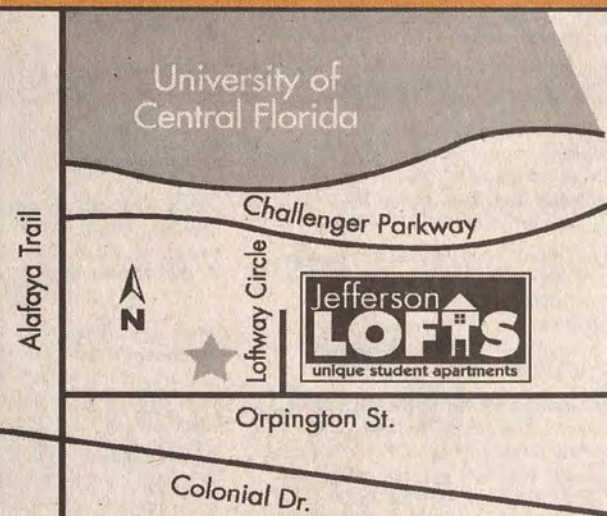 University of
Central Florida
Challenger Parkway
Alafaya Trail
N
Loftway Circle
Jefferson
LOFTS
unique student apartments
Orpington St.
Colonial Dr.